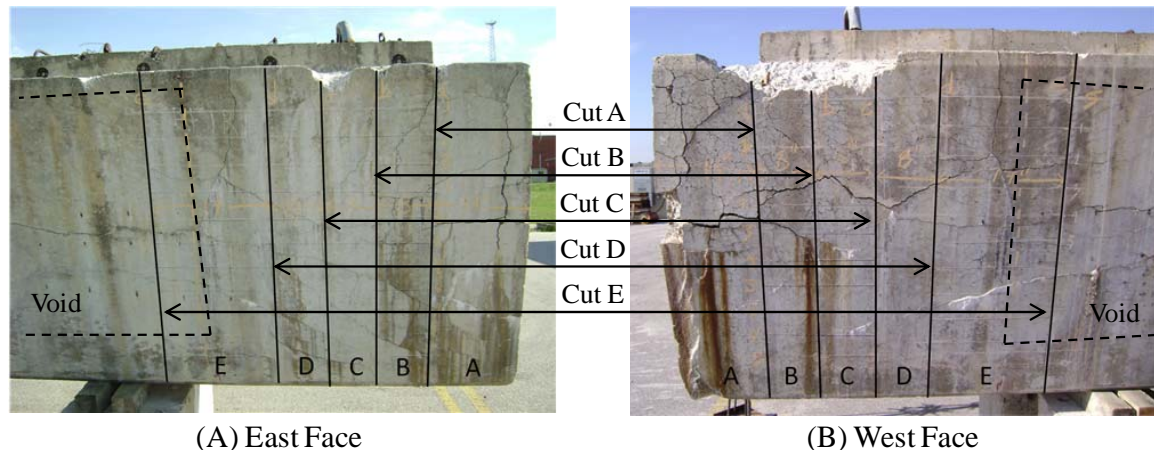 Cut A
Cut B
Cut C
Cut D
Cut E
Void
Void
E D C B A
A B C D E
(A) East Face
(B) West Face